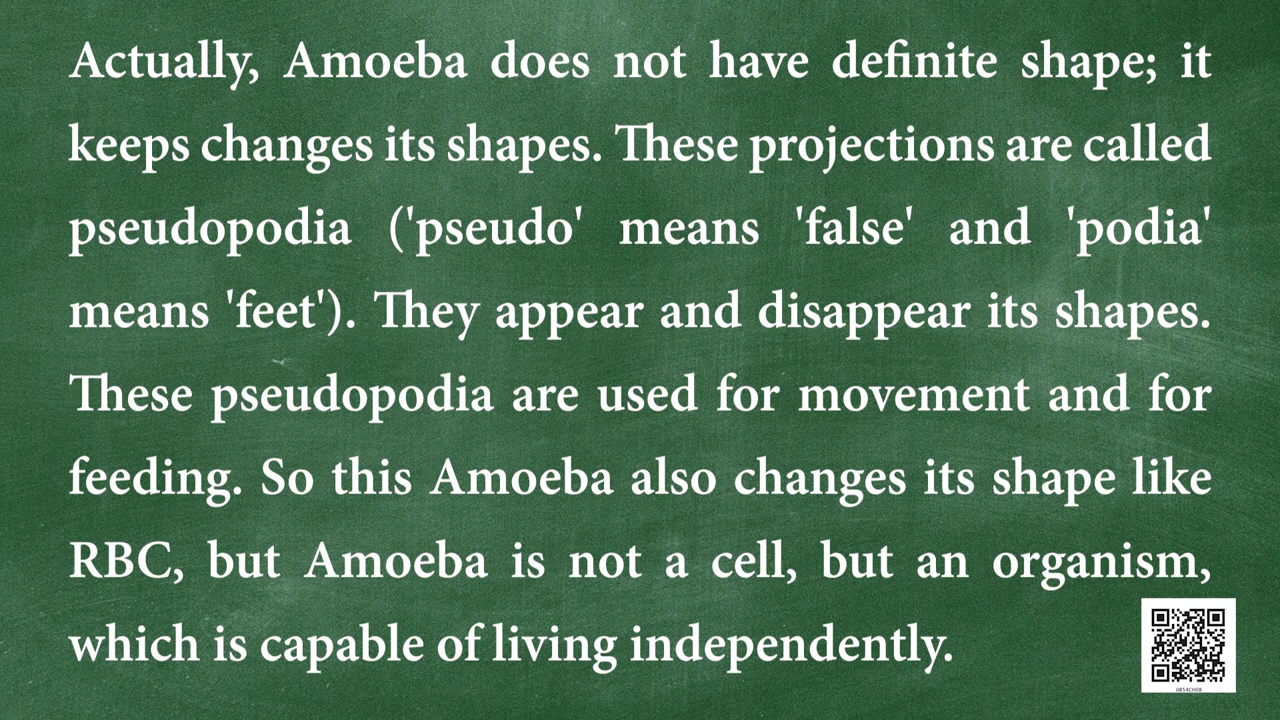 Actually, Amoeba does not have definite shape; it
keeps changes its shapes. These projections are called
pseudopodia ('pseudo' means 'false' and 'podia'
means 'feet'). They appear and disappear its shapes.
These pseudopodia are used for movement and for
feeding. So this Amoeba also changes its shape like
RBC, but Amoeba is not a cell, but an organism,
which is capable of living independently.
0854CH08